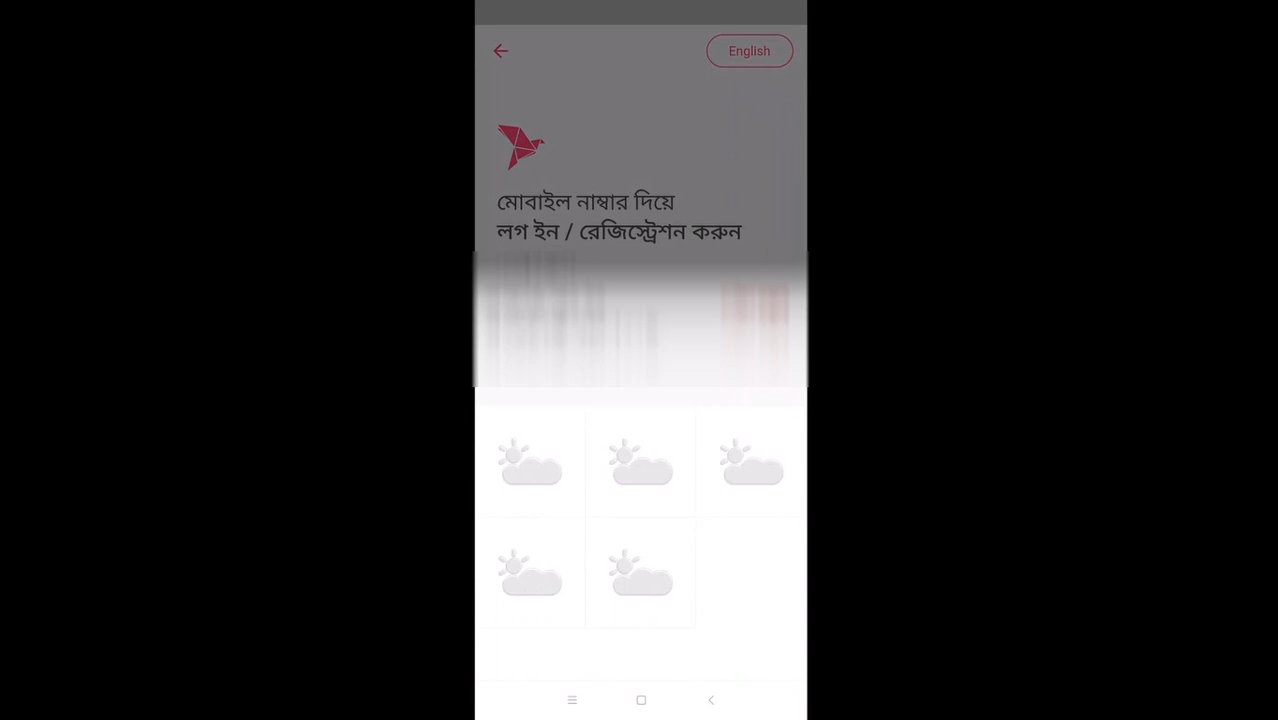 English
মোবাইল নাম্বার দিয়ে
লগ ইন / রেজিস্ট্রেশন করুন